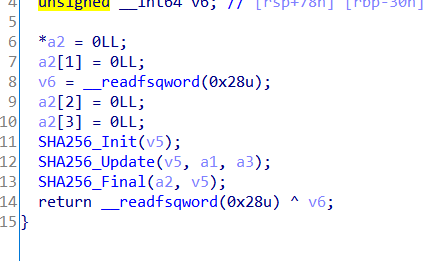 4 unsigned __int64 v6; // [rsp+78h] [rbp-30h]
5
6 *a2 = 0LL;
7 a2[1] = 0LL;
8 v6 = __readfsqword(0x28u);
9 a2[2] = 0LL;
10 a2[3] = 0LL;
11 SHA256_Init(v5);
12 SHA256_Update(v5, a1, a3);
13 SHA256_Final(a2, v5);
14 return __readfsqword(0x28u) ^ v6;
15 }